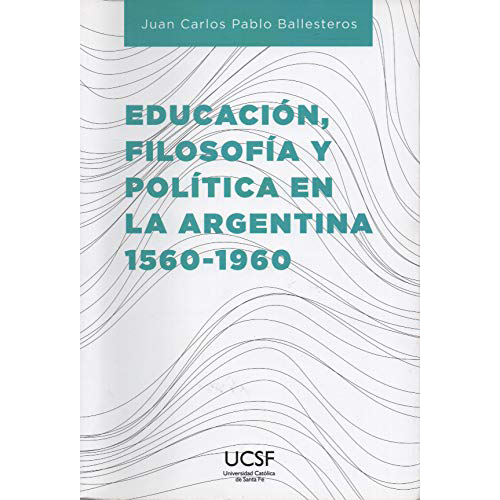 Juan Carlos Pablo Ballesteros
EDUCACIÓN,
FILOSOFÍA Y
POLÍTICA EN
LA ARGENTINA
1560-1960
UCSF
Universidad Católica
de Santa Fe